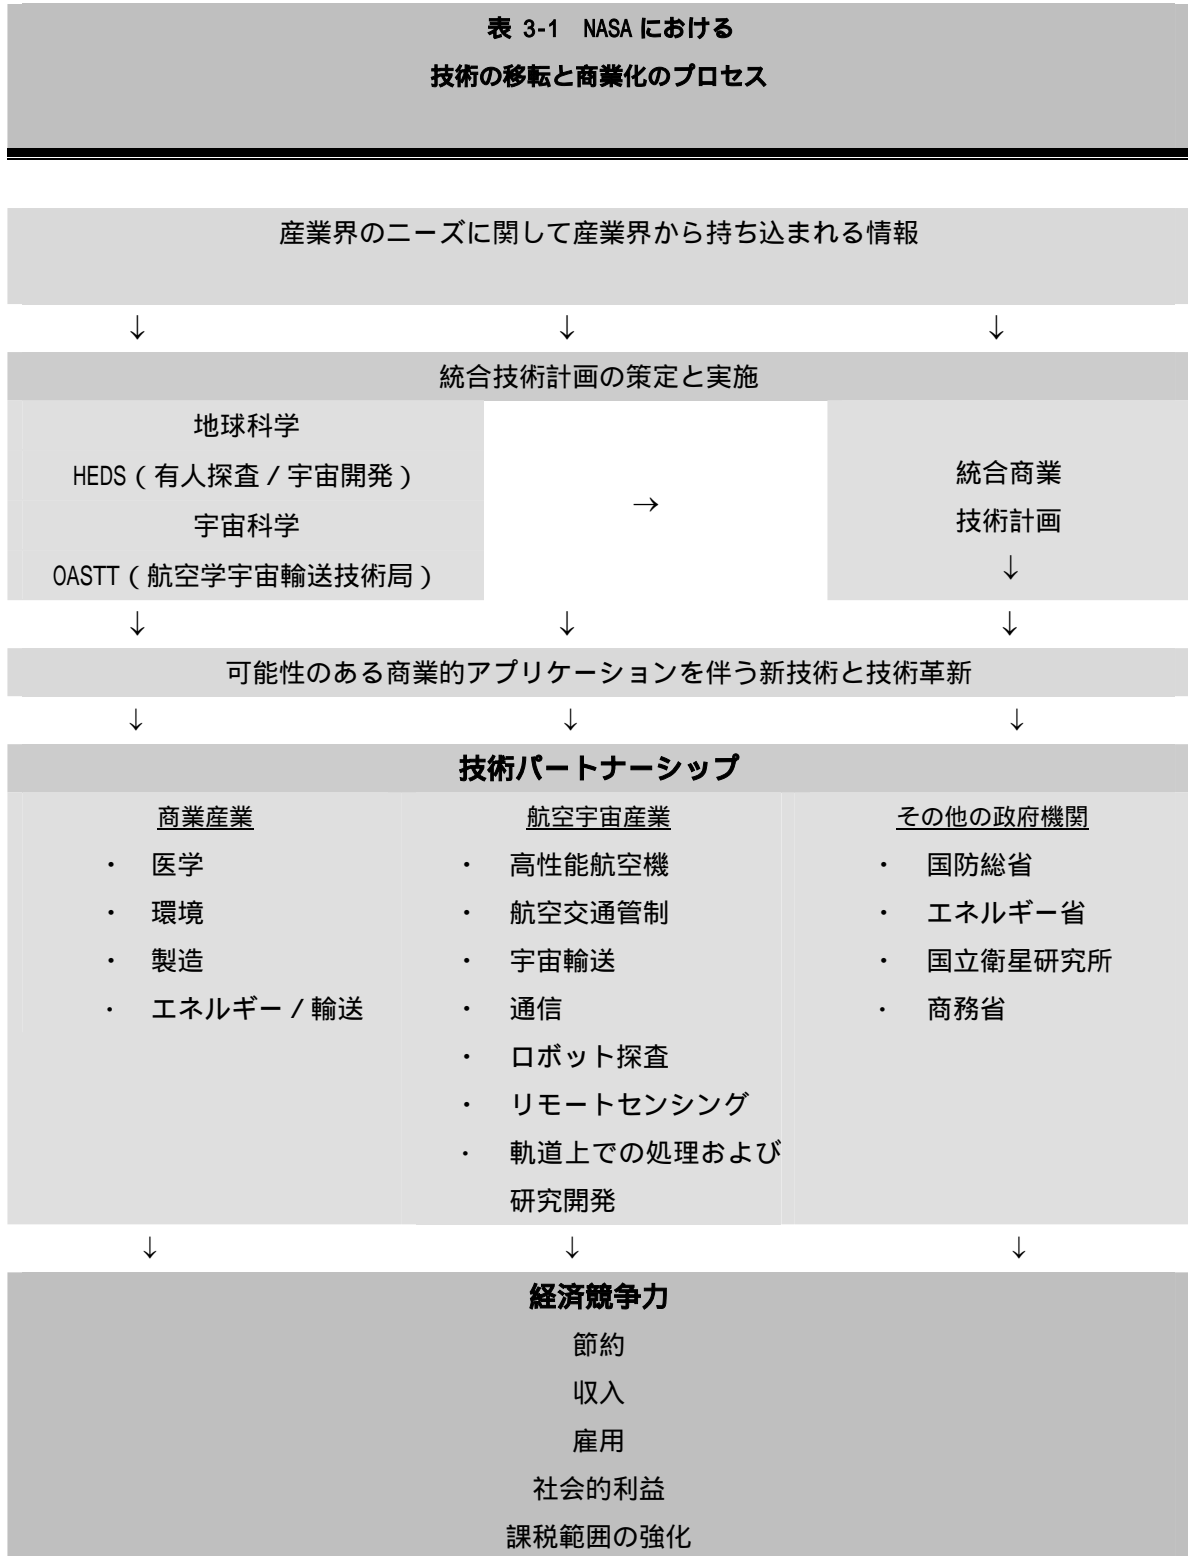 表 3-1　NASA における
技術の移転と商業化のプロセス
産業界のニーズに関して産業界から持ち込まれる情報
↓ ↓ ↓
統合技術計画の策定と実施
地球科学
HEDS（有人探査／宇宙開発）
宇宙科学
OASTT（航空学宇宙輸送技術局）
→
統合商業
技術計画
↓
↓ ↓ ↓
可能性のある商業的アプリケーションを伴う新技術と技術革新
↓ ↓ ↓
技術パートナーシップ
商業産業
・ 医学
・ 環境
・ 製造
・ エネルギー／輸送
航空宇宙産業
・ 高性能航空機
・ 航空交通管制
・ 宇宙輸送
・ 通信
・ ロボット探査
・ リモートセンシング
・ 軌道上での処理および
研究開発
その他の政府機関
・ 国防総省
・ エネルギー省
・ 国立衛星研究所
・ 商務省
↓ ↓ ↓
経済競争力
節約
収入
雇用
社会的利益
課税範囲の強化